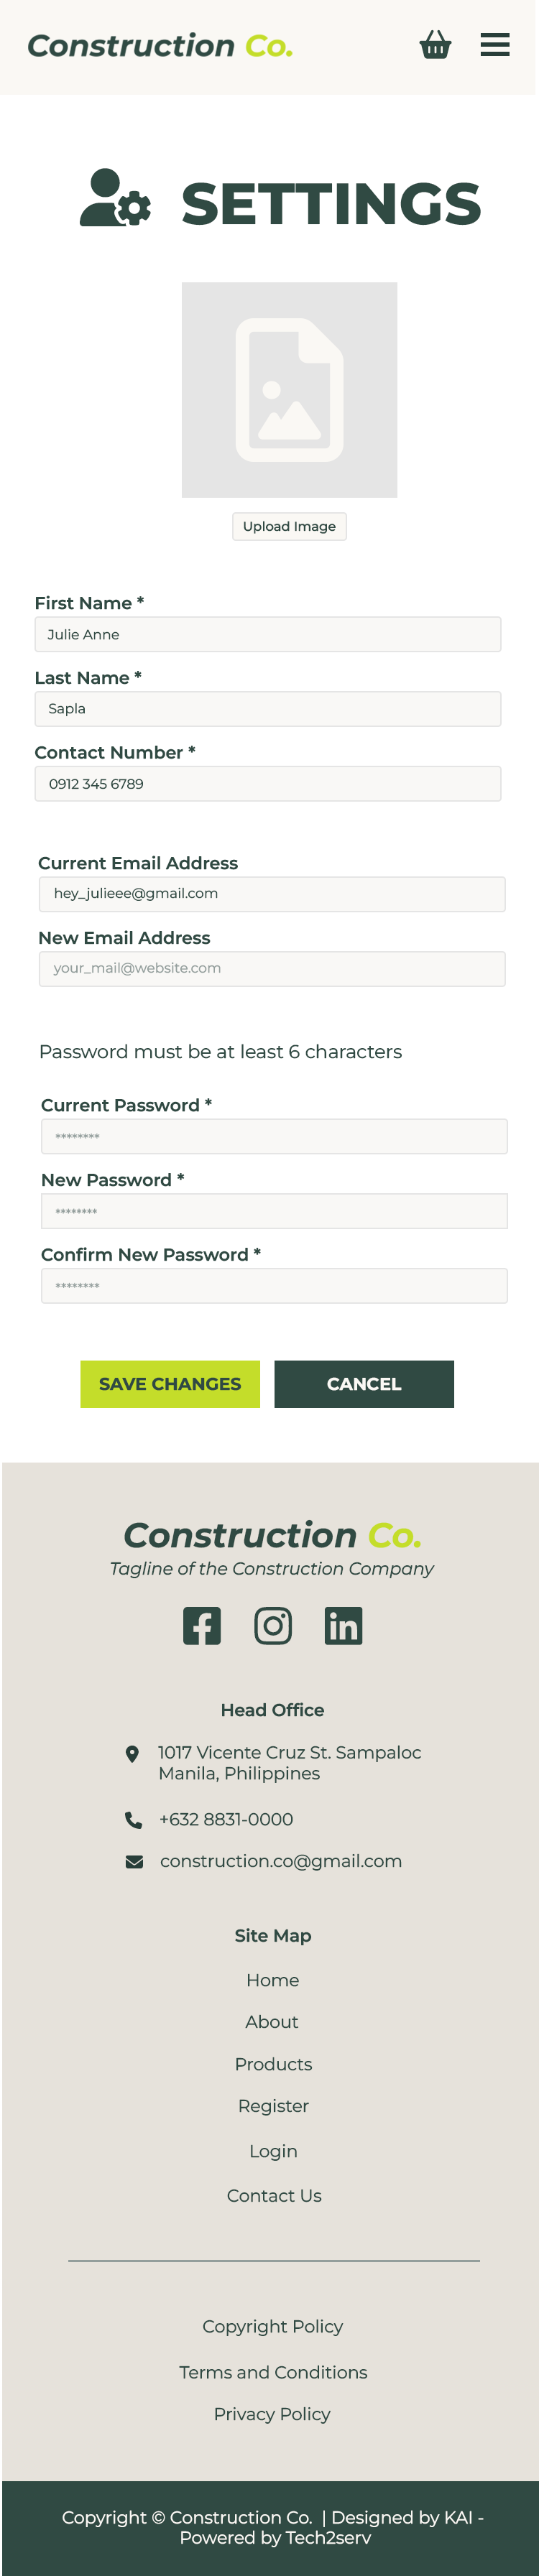 Construction Co.
SETTINGS
Upload Image
First Name *
Julie Anne
Last Name *
Sapla
Contact Number *
0912 345 6789
Current Email Address
hey_julieee@gmail.com
New Email Address
your_mail@website.com
Password must be at least 6 characters
Current Password *
********
New Password *
********
Confirm New Password *
********
SAVE CHANGES CANCEL
Construction Co.
Tagline of the Construction Company
Head Office
1017 Vicente Cruz St. Sampaloc
Manila, Philippines
+632 8831-0000
construction.co@gmail.com
Site Map
Home
About
Products
Register
Login
Contact Us
Copyright Policy
Terms and Conditions
Privacy Policy
Copyright © Construction Co. | Designed by KAI -
Powered by Tech2serv